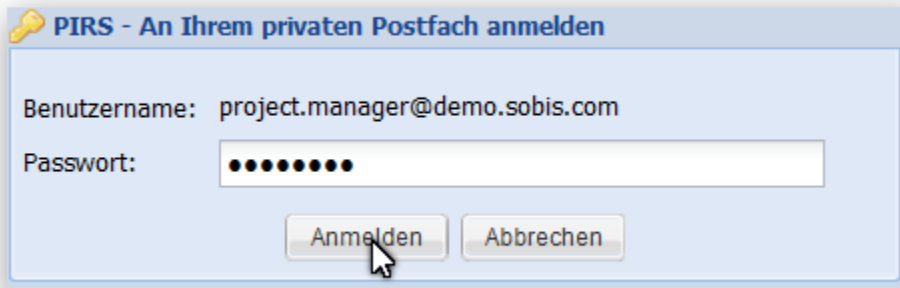 PIRS - An Ihrem privaten Postfach anmelden
Benutzername: project.manager@demo.sobis.com
Passwort: ●●●●●●●●
Anmelden Abbrechen